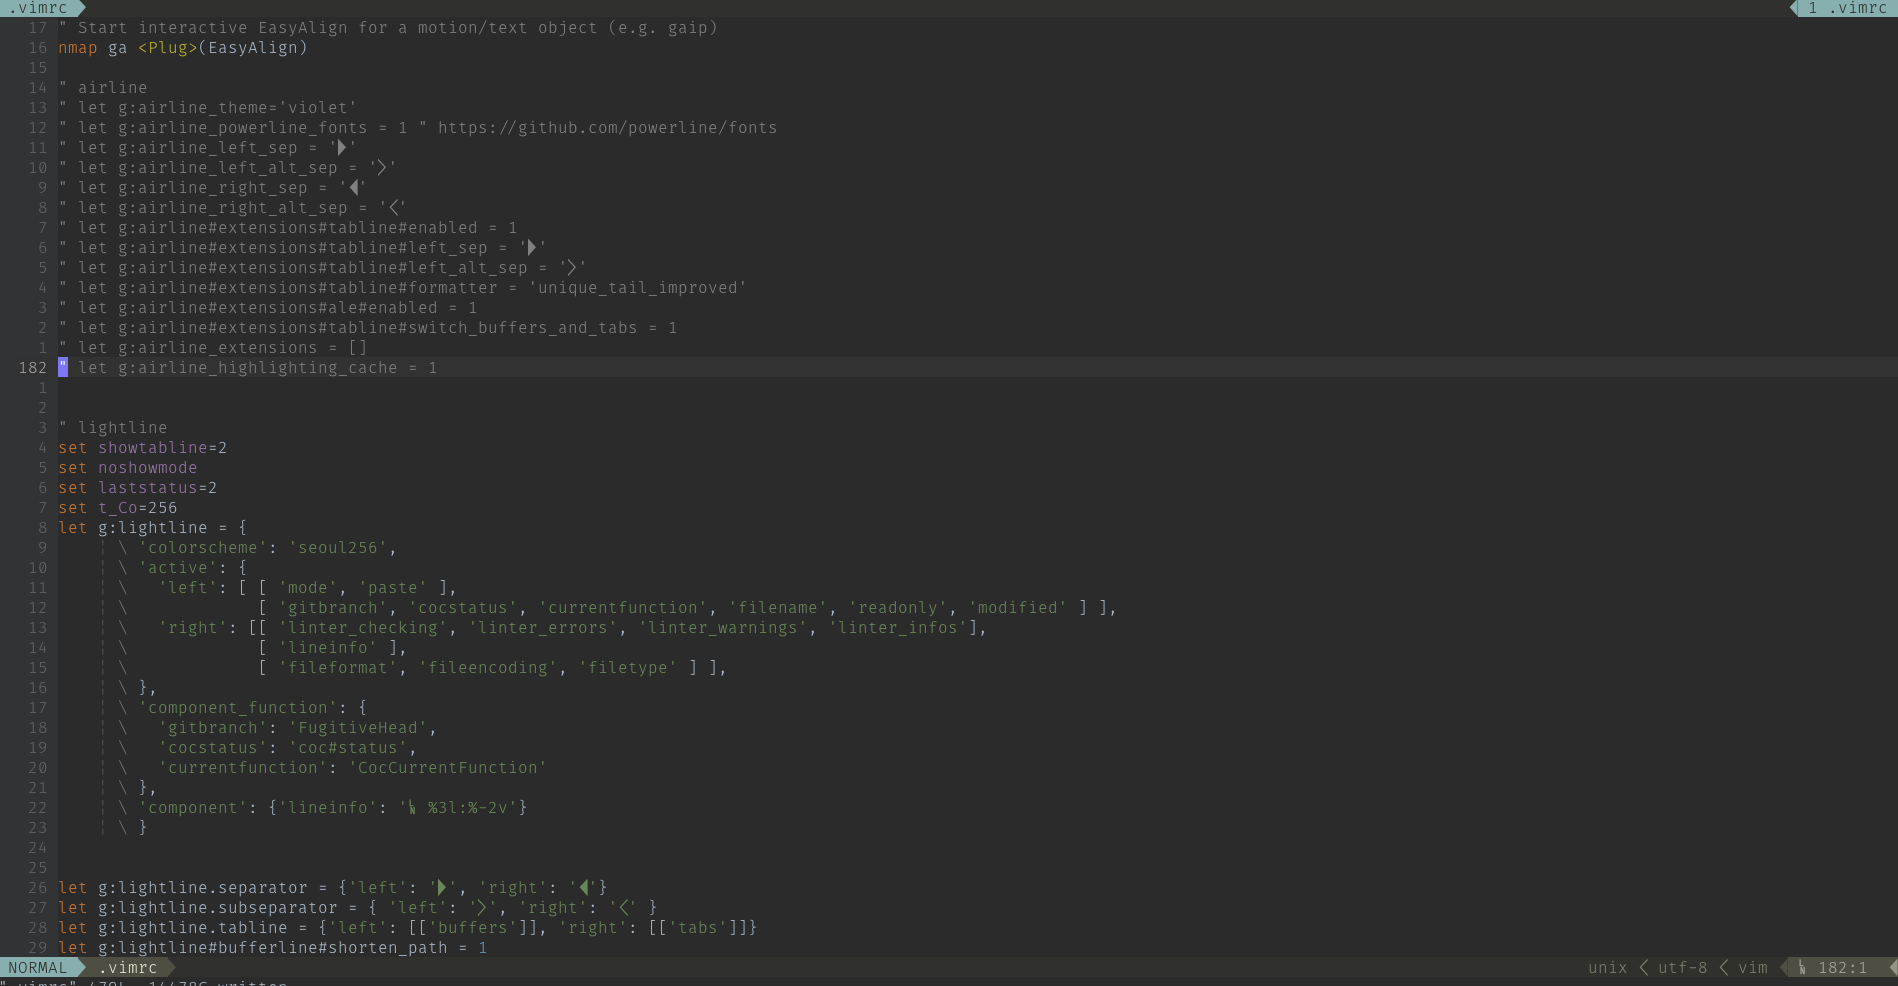 .vimrc 1 .vimrc
17 " Start interactive EasyAlign for a motion/text object (e.g. gaip)
16 nmap ga <Plug>(EasyAlign)
15
14 " airline
13 " let g:airline_theme='violet'
12 " let g:airline_powerline_fonts = 1 " https://github.com/powerline/fonts
11 " let g:airline_left_sep = ''
10 " let g:airline_left_alt_sep = ''
9 " let g:airline_right_sep = ''
8 " let g:airline_right_alt_sep = ''
7 " let g:airline#extensions#tabline#enabled = 1
6 " let g:airline#extensions#tabline#left_sep = ''
5 " let g:airline#extensions#tabline#left_alt_sep = ''
4 " let g:airline#extensions#tabline#formatter = 'unique_tail_improved'
3 " let g:airline#extensions#ale#enabled = 1
2 " let g:airline#extensions#tabline#switch_buffers_and_tabs = 1
1 " let g:airline_extensions = []
182 " let g:airline_highlighting_cache = 1
1
2
3 " lightline
4 set showtabline=2
5 set noshowmode
6 set laststatus=2
7 set t_Co=256
8 let g:lightline = {
9 ¦ \ 'colorscheme': 'seoul256',
10 ¦ \ 'active': {
11 ¦ \   'left': [ [ 'mode', 'paste' ],
12 ¦ \             [ 'gitbranch', 'cocstatus', 'currentfunction', 'filename', 'readonly', 'modified' ] ],
13 ¦ \   'right': [[ 'linter_checking', 'linter_errors', 'linter_warnings', 'linter_infos'],
14 ¦ \             [ 'lineinfo' ],
15 ¦ \             [ 'fileformat', 'fileencoding', 'filetype' ] ],
16 ¦ \ },
17 ¦ \ 'component_function': {
18 ¦ \   'gitbranch': 'FugitiveHead',
19 ¦ \   'cocstatus': 'coc#status',
20 ¦ \   'currentfunction': 'CocCurrentFunction'
21 ¦ \ },
22 ¦ \ 'component': {'lineinfo': ' %3l:%-2v'}
23 ¦ \ }
24
25
26 let g:lightline.separator = {'left': '', 'right': ''}
27 let g:lightline.subseparator = { 'left': '', 'right': '' }
28 let g:lightline.tabline = {'left': [['buffers']], 'right': [['tabs']]}
29 let g:lightline#bufferline#shorten_path = 1
NORMAL .vimrc unix  utf-8  vim  182:1